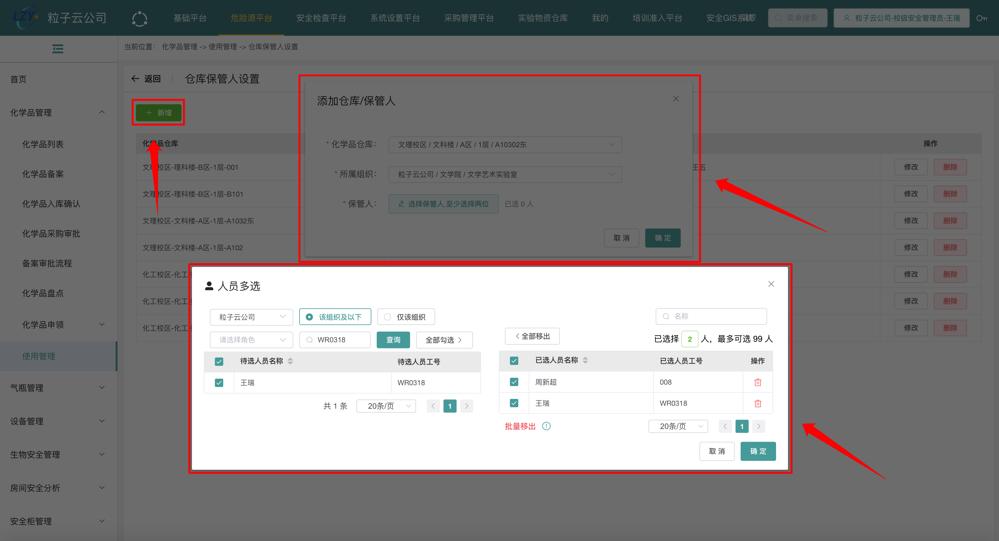 LZY 粒子云公司
基础平台 危险源平台 安全检查平台 系统设置平台 采购管理平台 实验物资仓库 我的 培训准入平台 安全GIS系统
菜单搜索
粒子云公司-校级安全管理员-王瑞
当前位置： 化学品管理 -> 使用管理 -> 仓库保管人设置
首页
化学品管理
化学品列表
化学品备案
化学品入库确认
化学品采购审批
备案审批流程
化学品盘点
化学品申领
使用管理
气瓶管理
设备管理
生物安全管理
房间安全分析
安全柜管理
返回 仓库保管人设置
新增
化学品仓库 操作
文理校区-理科楼-B区-1层-001 王五 修改 删除
文理校区-理科楼-B区-1层-B101 修改 删除
文理校区-文科楼-A区-1层-A1032东 修改 删除
文理校区-文科楼-A区-1层-A102 修改 删除
化工校区-化工 修改 删除
化工校区-化工 修改 删除
化工校区-化工 修改 删除
添加仓库/保管人
* 化学品仓库： 文理校区 / 文科楼 / A区 / 1层 / A10302东
* 所属组织： 粒子云公司 / 文学院 / 文学艺术实验室
* 保管人： 选择保管人,至少选择两位 已选 0 人
取 消 确 定
人员多选
粒子云公司 该组织及以下 仅该组织
请选择角色 WR0318 查询 全部勾选
待选人员名称 待选人员工号
王瑞 WR0318
共 1 条 20条/页 1
名称
全部移出 已选择 2 人，最多可选 99 人
已选人员名称 已选人员工号 操作
周新超 008
王瑞 WR0318
批量移出 20条/页 1
取 消 确 定